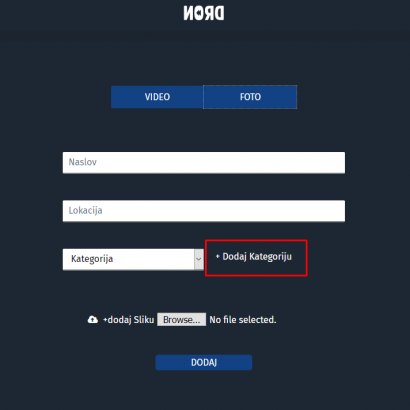 DRON
VIDEO FOTO
Naslov
Lokacija
Kategorija + Dodaj Kategoriju
+dodaj Sliku Browse... No file selected.
DODAJ